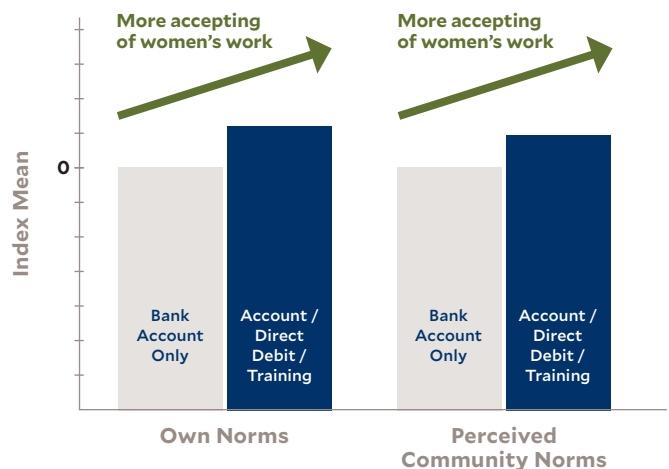 More accepting
of women's work
More accepting
of women's work
Index Mean
0
Bank
Account
Only
Account /
Direct
Debit /
Training
Bank
Account
Only
Account /
Direct
Debit /
Training
Own Norms
Perceived
Community Norms